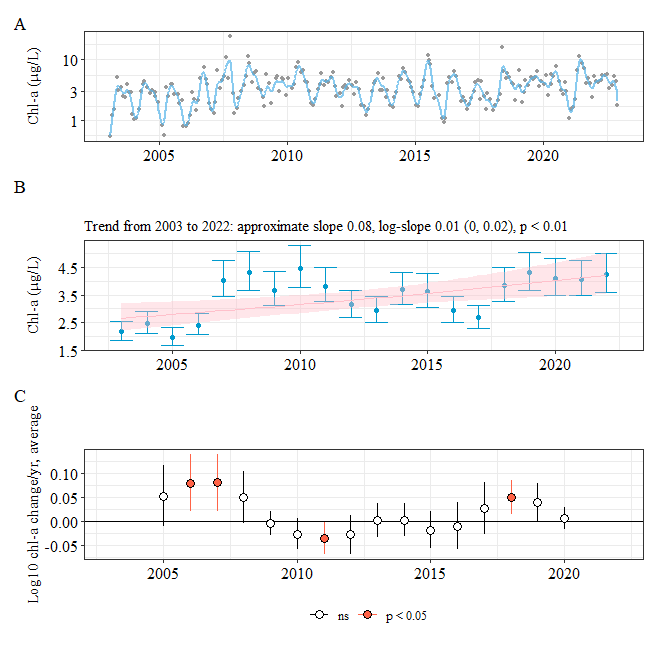 A
Chl-a (µg/L)
10
3
1
2005 2010 2015 2020
B
Trend from 2003 to 2022: approximate slope 0.08, log-slope 0.01 (0, 0.02), p < 0.01
Chl-a (µg/L)
4.5
3.5
2.5
1.5
2005 2010 2015 2020
C
Log10 chl-a change/yr, average
0.10
0.05
0.00
-0.05
2005 2010 2015 2020
ns p < 0.05